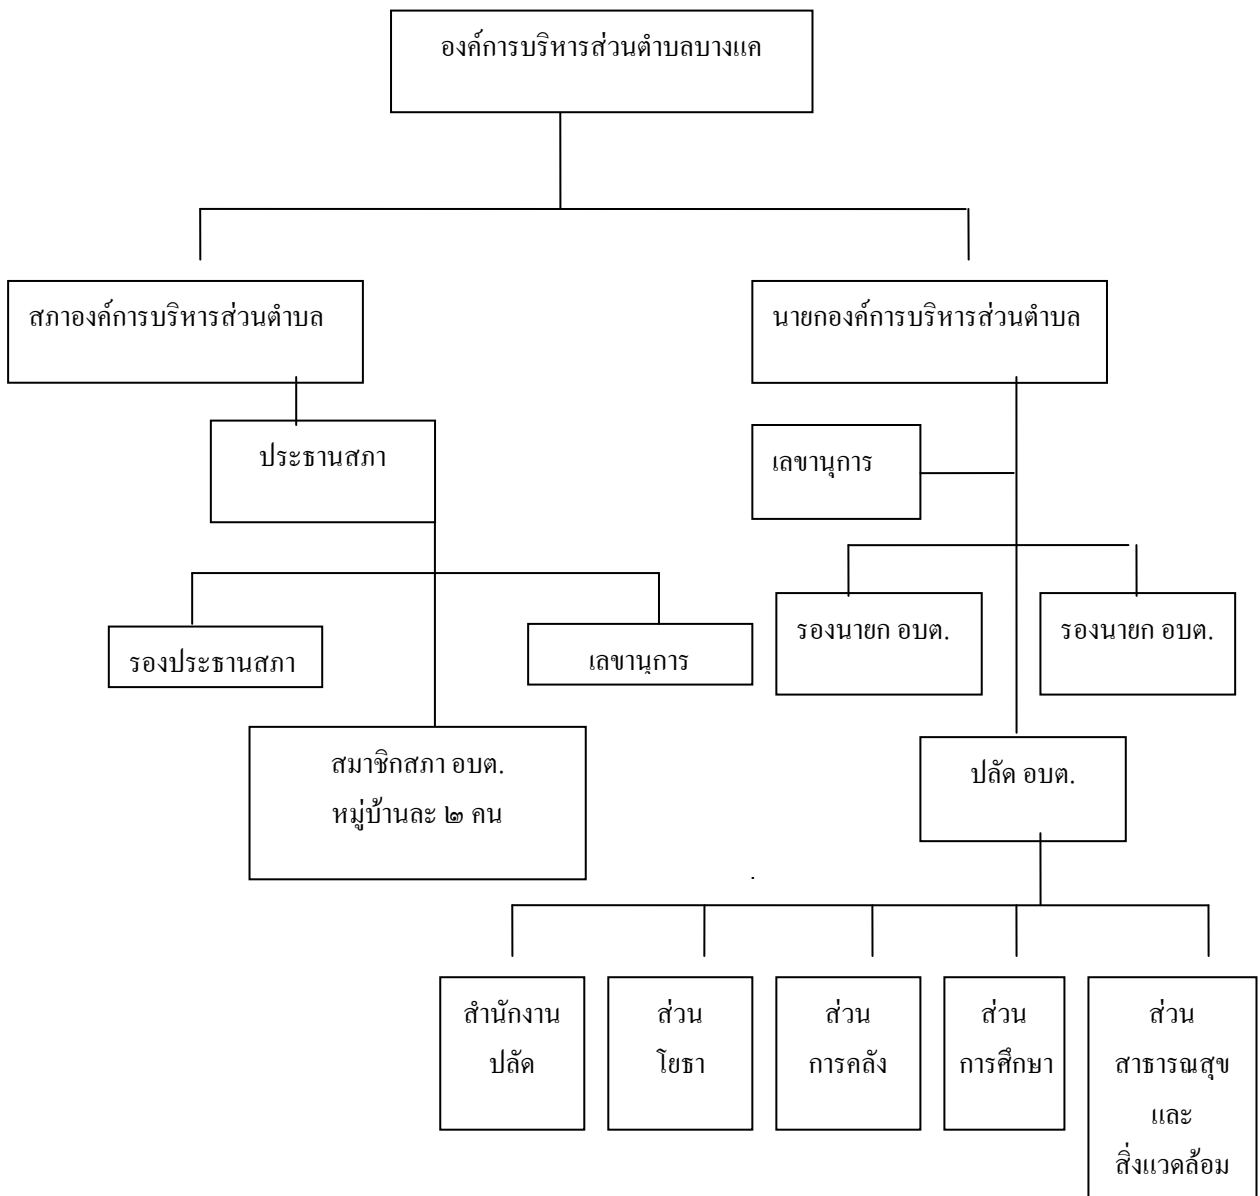 องค์การบริหารส่วนตำบลบางแค
สภาองค์การบริหารส่วนตำบล
นายกองค์การบริหารส่วนตำบล
ประธานสภา
เลขานุการ
รองประธานสภา
เลขานุการ
รองนายก อบต.
รองนายก อบต.
สมาชิกสภา อบต.
หมู่บ้านละ ๒ คน
ปลัด อบต.
สำนักงาน
ปลัด
ส่วน
โยธา
ส่วน
การคลัง
ส่วน
การศึกษา
ส่วน
สาธารณสุข
และ
สิ่งแวดล้อม